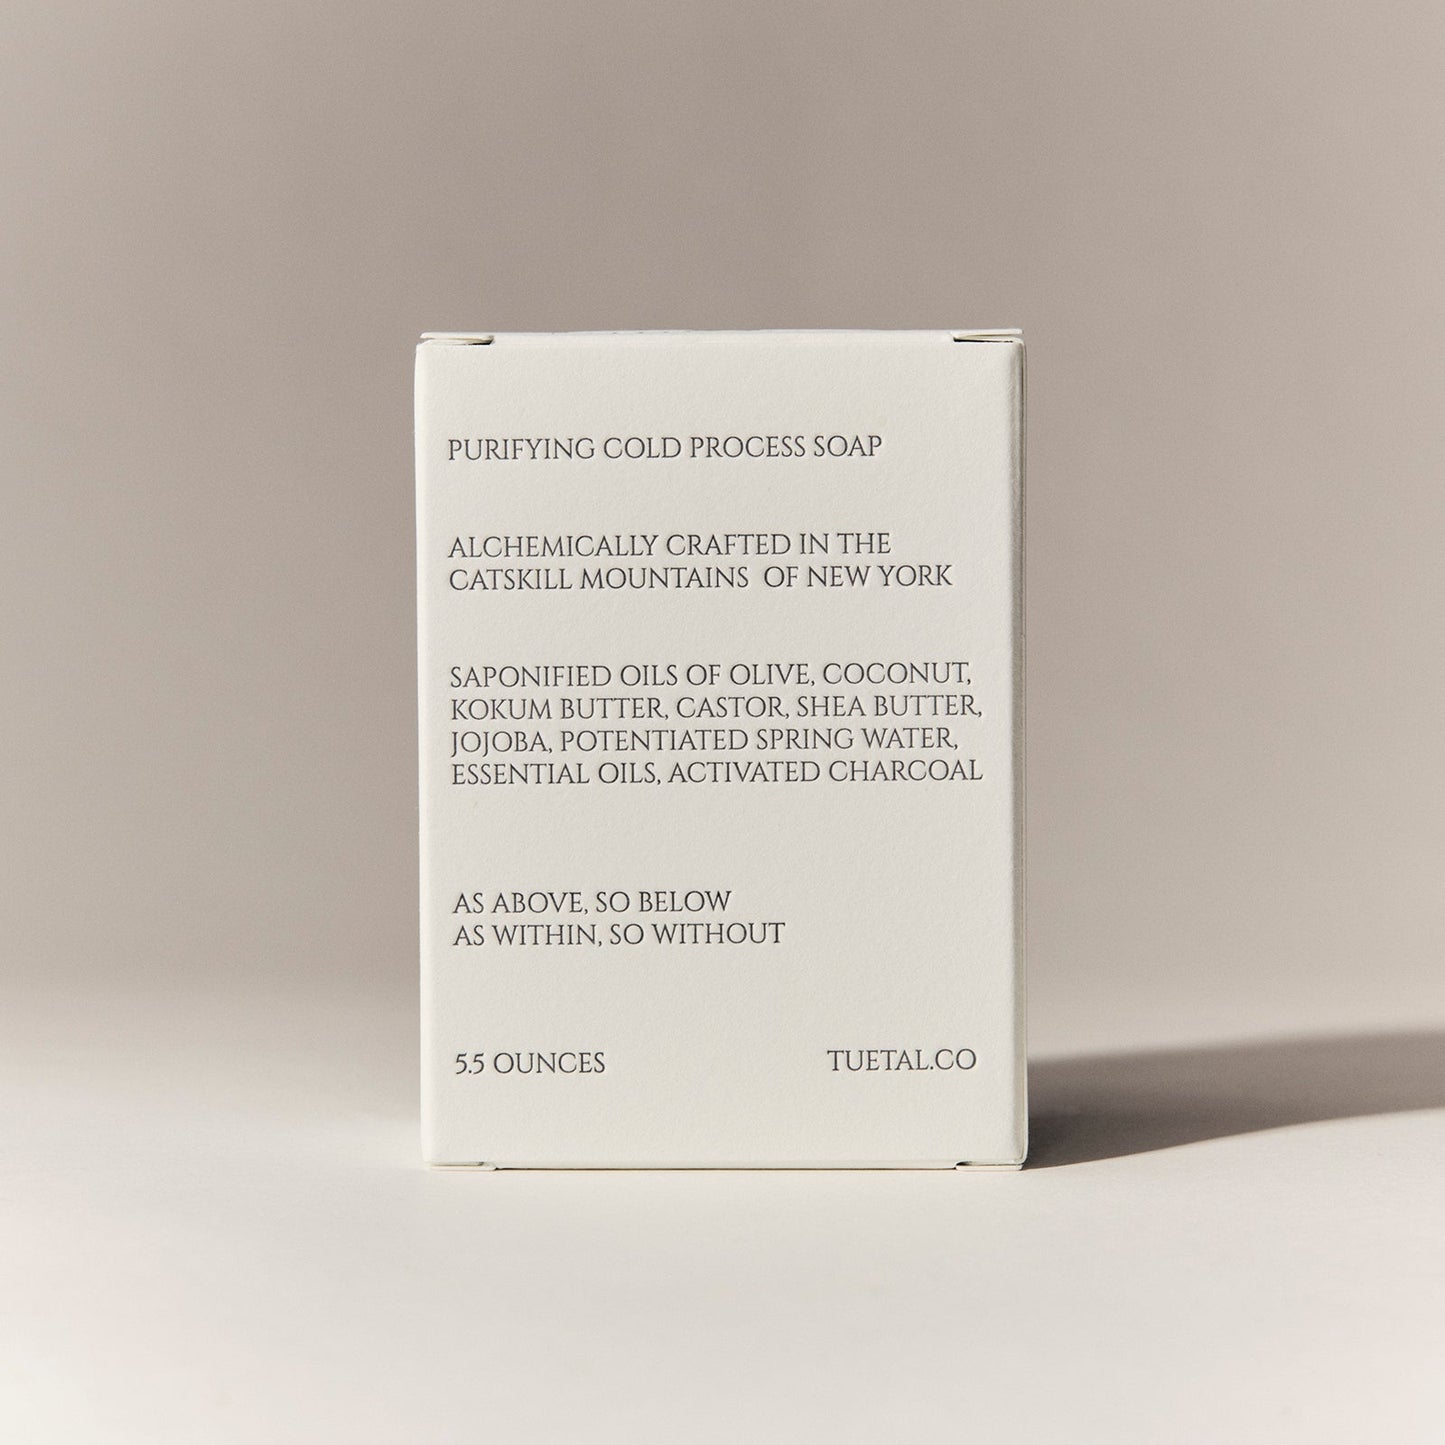 PURIFYING COLD PROCESS SOAP
ALCHEMICALLY CRAFTED IN THE
CATSKILL MOUNTAINS OF NEW YORK
SAPONIFIED OILS OF OLIVE, COCONUT,
KOKUM BUTTER, CASTOR, SHEA BUTTER,
JOJOBA, POTENTIATED SPRING WATER,
ESSENTIAL OILS, ACTIVATED CHARCOAL
AS ABOVE, SO BELOW
AS WITHIN, SO WITHOUT
5.5 OUNCES TUETAL.CO